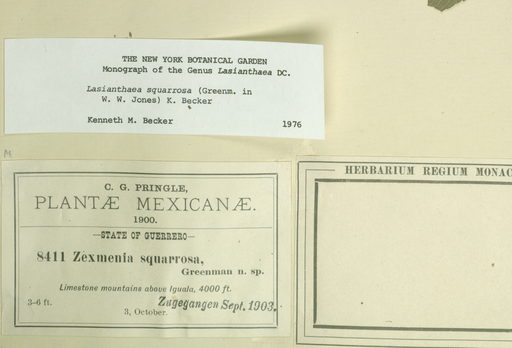 THE NEW YORK BOTANICAL GARDEN
Monograph of the Genus Lasianthaea DC.
Lasianthaea squarrosa (Greenm. in
W. W. Jones) K. Becker
Kenneth M. Becker 1976
M
C. G. PRINGLE,
PLANTÆ MEXICANÆ.
1900.
—STATE OF GUERRERO—
8411 Zexmenia squarrosa,
Greenman n. sp.
Limestone mountains above Iguala, 4000 ft.
3–6 ft. Zugegangen Sept. 1903.
3, October.
HERBARIUM REGIUM MONAC